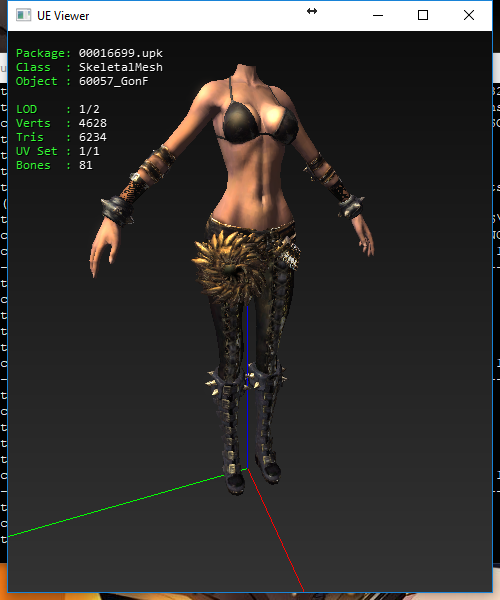 UE Viewer
Package: 00016699.upk
Class : SkeletalMesh
Object : 60057_GonF
LOD : 1/2
Verts : 4628
Tris : 6234
UV Set : 1/1
Bones : 81